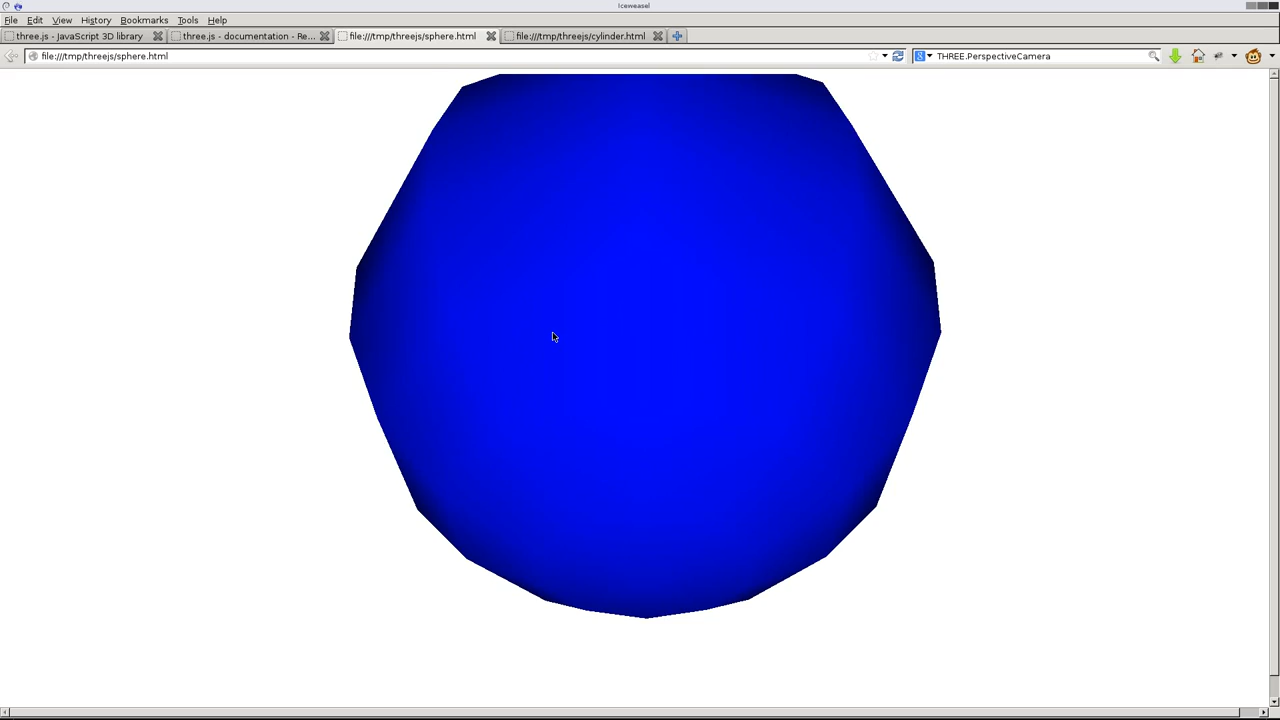 Iceweasel
File Edit View History Bookmarks Tools Help
three.js - JavaScript 3D library three.js - documentation - Re... file:///tmp/threejs/sphere.html file:///tmp/threejs/cylinder.html
file:///tmp/threejs/sphere.html THREE.PerspectiveCamera